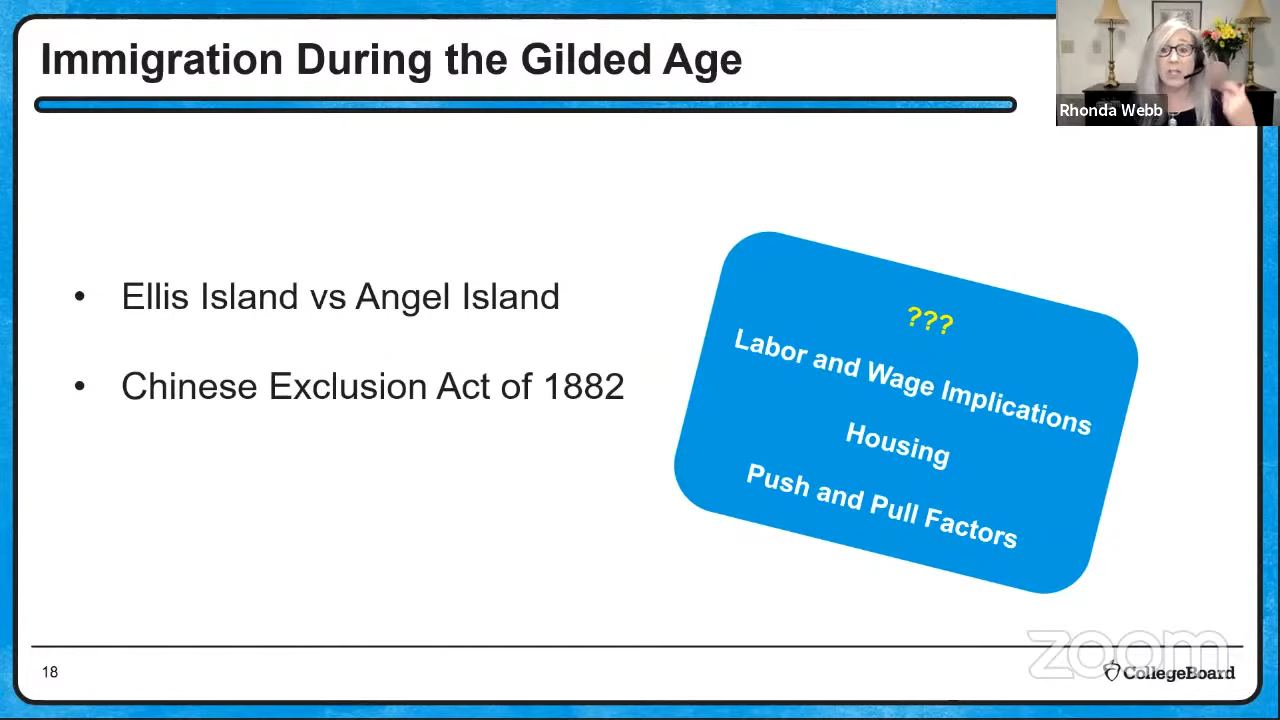 Immigration During the Gilded Age
Rhonda Webb
• Ellis Island vs Angel Island
• Chinese Exclusion Act of 1882
???
Labor and Wage Implications
Housing
Push and Pull Factors
zoom
18
CollegeBoard